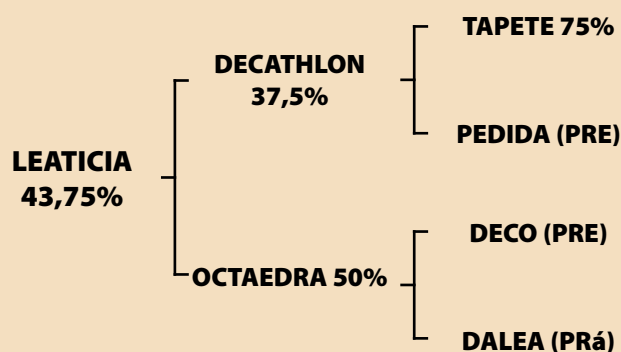 TAPETE 75%
DECATHLON
37,5%
PEDIDA (PRE)
LEATICIA
43,75%
DECO (PRE)
OCTAEDRA 50%
DALEA (PRá)